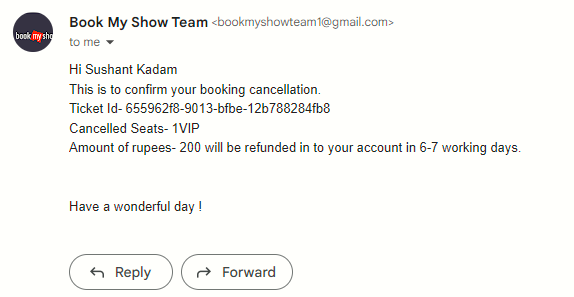 book my sho
Book My Show Team <bookmyshowteam1@gmail.com>
to me
Hi Sushant Kadam
This is to confirm your booking cancellation.
Ticket Id- 655962f8-9013-bfbe-12b788284fb8
Cancelled Seats- 1VIP
Amount of rupees- 200 will be refunded in to your account in 6-7 working days.
Have a wonderful day !
Reply
Forward